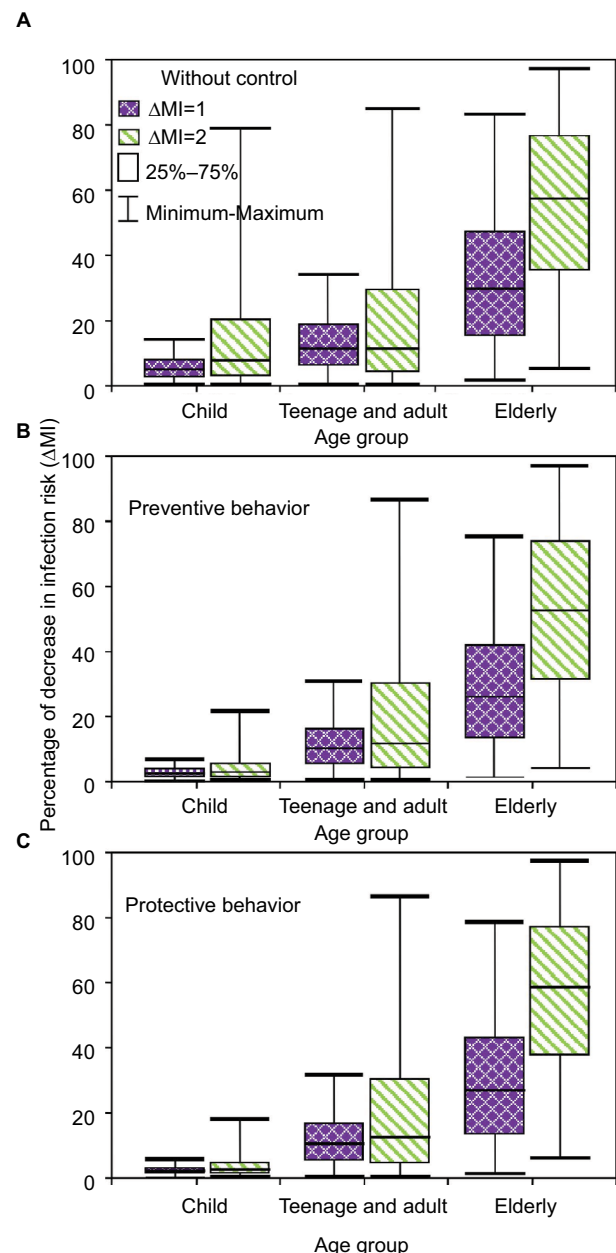 A
100
80
60
40
20
0
Without control
ΔMI=1
ΔMI=2
25%–75%
Minimum-Maximum
Child Teenage and adult Elderly
Age group
B
100
80
60
40
20
0
Preventive behavior
Child Teenage and adult Elderly
Age group
Percentage of decrease in infection risk (ΔMI)
C
100
80
60
40
20
0
Protective behavior
Child Teenage and adult Elderly
Age group